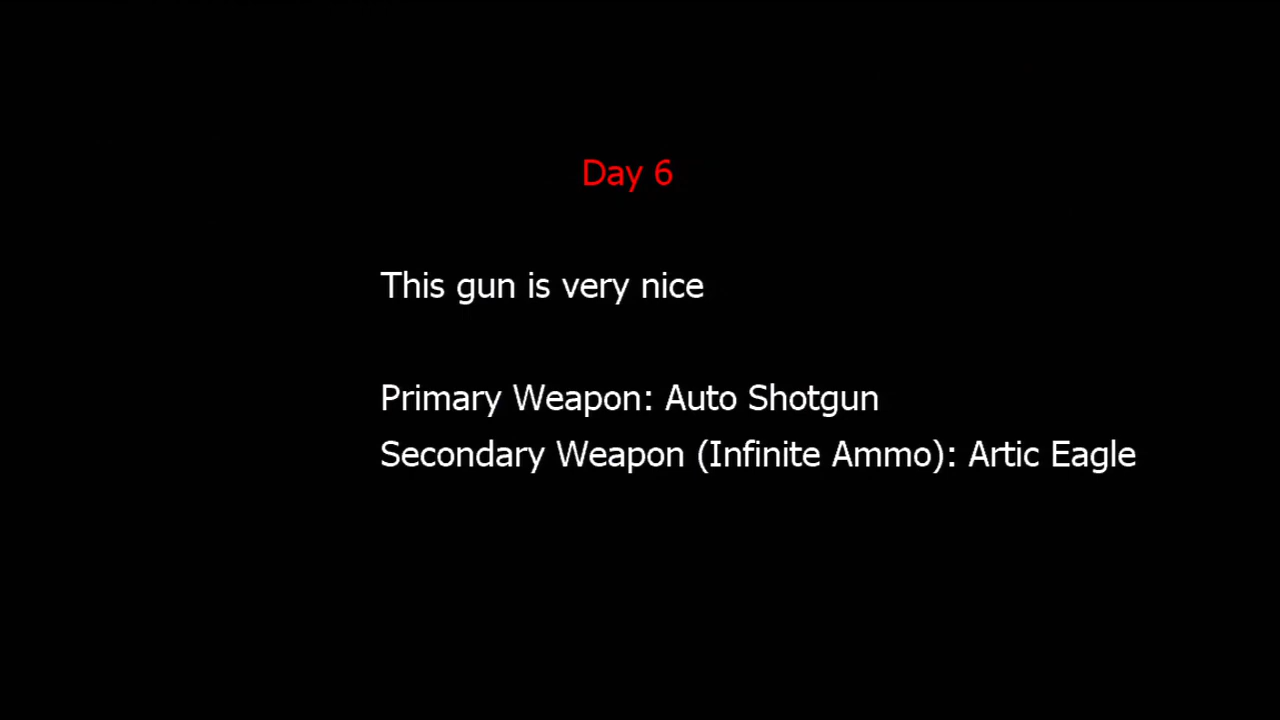 Day 6
This gun is very nice
Primary Weapon: Auto Shotgun
Secondary Weapon (Infinite Ammo): Artic Eagle